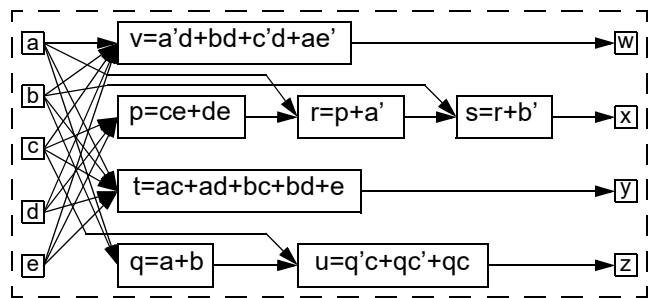 a
v=a’d+bd+c’d+ae’
w
b
c
p=ce+de
r=p+a’
s=r+b’
x
d
t=ac+ad+bc+bd+e
y
e
q=a+b
u=q’c+qc’+qc
z